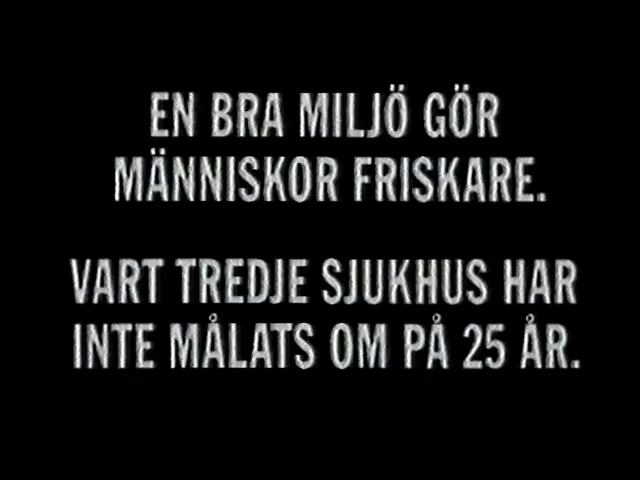 EN BRA MILJÖ GÖR
MÄNNISKOR FRISKARE.
VART TREDJE SJUKHUS HAR
INTE MÅLATS OM PÅ 25 ÅR.